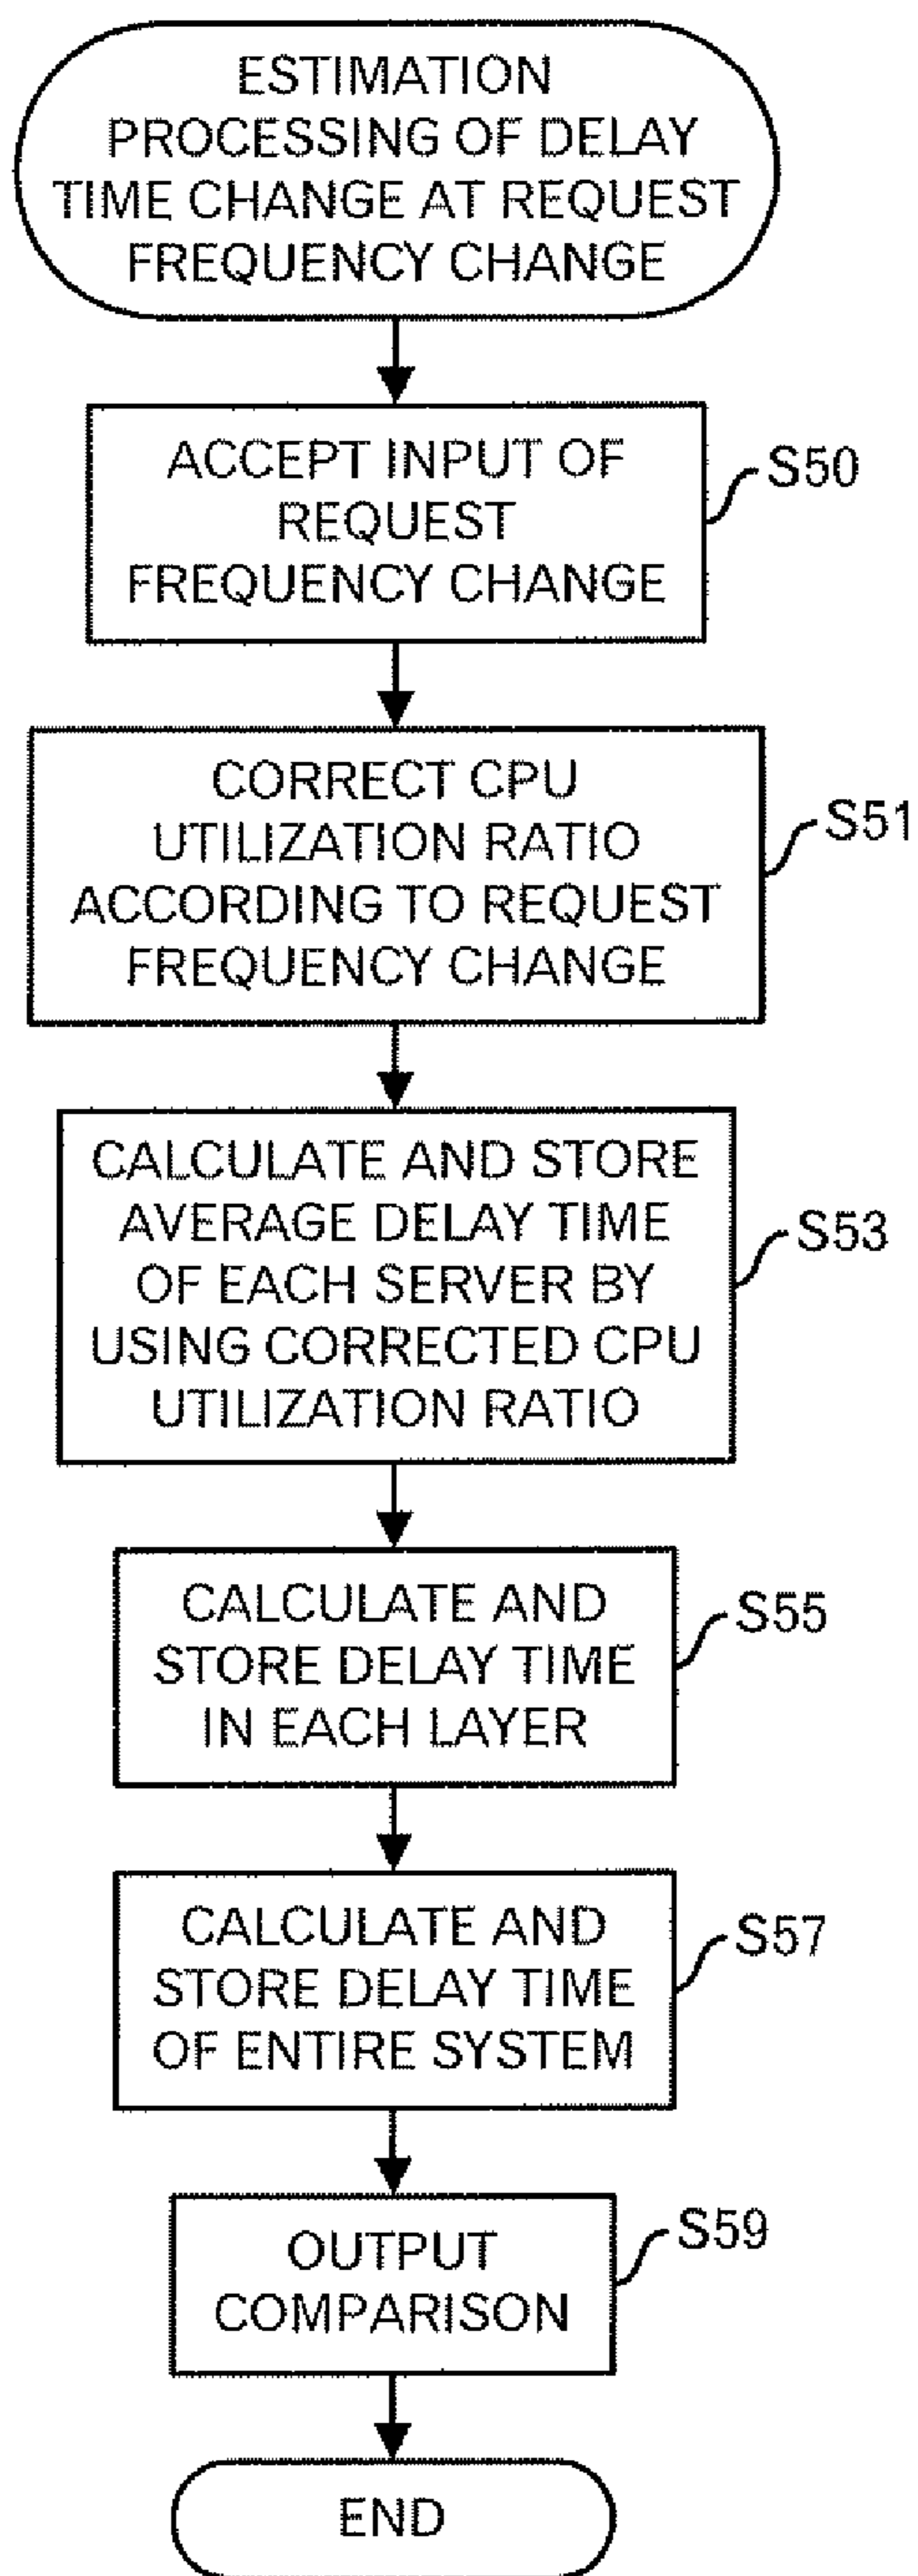 ESTIMATION
PROCESSING OF DELAY
TIME CHANGE AT REQUEST
FREQUENCY CHANGE
ACCEPT INPUT OF
REQUEST
FREQUENCY CHANGE
S50
CORRECT CPU
UTILIZATION RATIO
ACCORDING TO REQUEST
FREQUENCY CHANGE
S51
CALCULATE AND STORE
AVERAGE DELAY TIME
OF EACH SERVER BY
USING CORRECTED CPU
UTILIZATION RATIO
S53
CALCULATE AND
STORE DELAY TIME
IN EACH LAYER
S55
CALCULATE AND
STORE DELAY TIME
OF ENTIRE SYSTEM
S57
OUTPUT
COMPARISON
S59
END